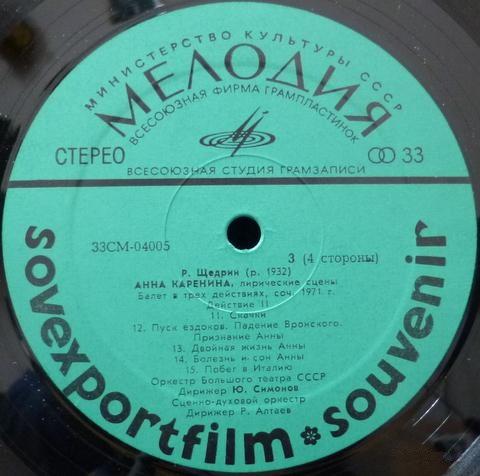 МИНИСТЕРСТВО КУЛЬТУРЫ СССР
МЕЛОДИЯ
ВСЕСОЮЗНАЯ ФИРМА ГРАМПЛАСТИНОК
СТЕРЕО
33
ВСЕСОЮЗНАЯ СТУДИЯ ГРАМЗАПИСИ
33СМ-04005
3 (4 стороны)
Р. Щедрин (р. 1932)
АННА КАРЕНИНА, лирические сцены
Балет в трех действиях, соч. 1971 г.
Действие II
11. Скачки
12. Пуск ездоков. Падение Вронского.
Признание Анны
13. Двойная жизнь Анны
14. Болезнь и сон Анны
15. Побег в Италию
Оркестр Большого театра СССР
Дирижер Ю. Симонов
Сценно-духовой оркестр
Дирижер Р. Алтаев
sovexportfilm * souvenir